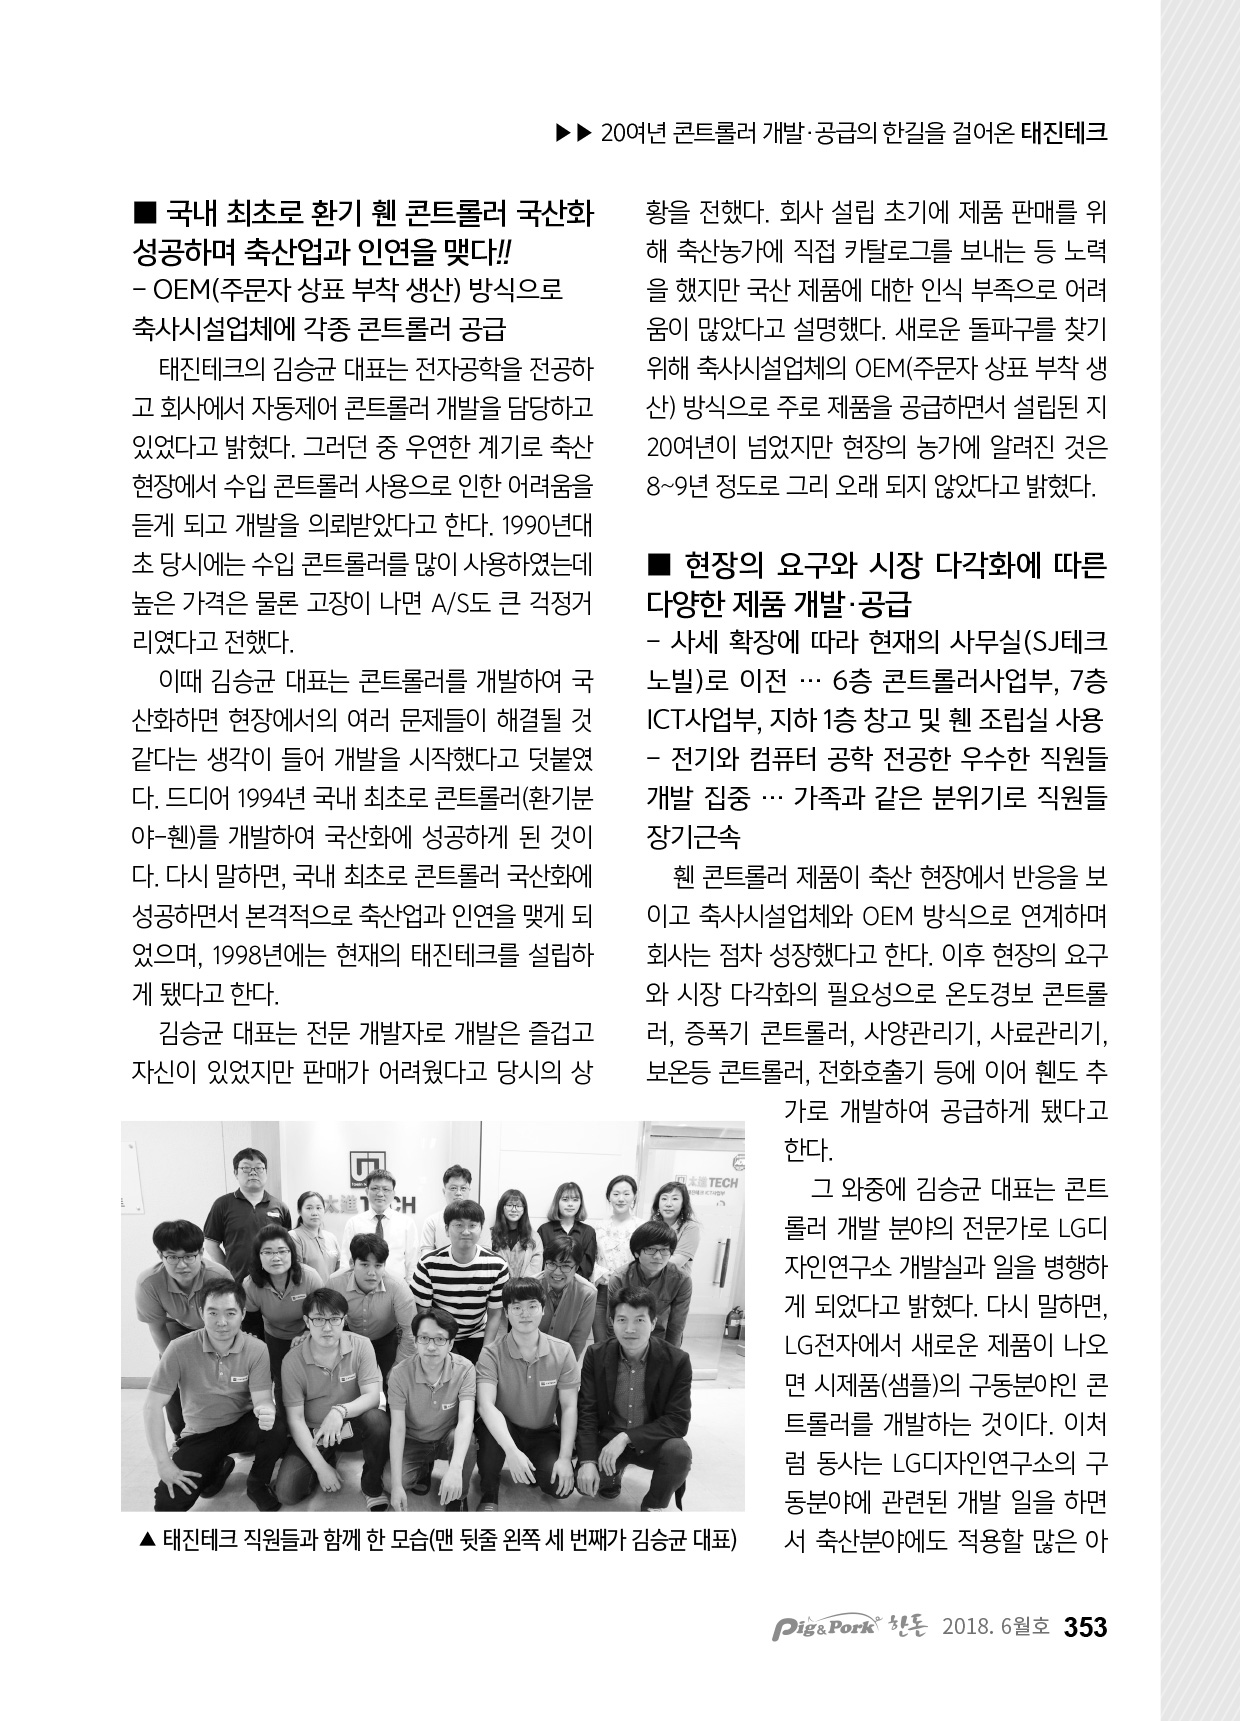 ▶▶ 20여년 콘트롤러 개발·공급의 한길을 걸어온 태진테크
■ 국내 최초로 환기 휀 콘트롤러 국산화
성공하며 축산업과 인연을 맺다!!
- OEM(주문자 상표 부착 생산) 방식으로
축사시설업체에 각종 콘트롤러 공급
태진테크의 김승균 대표는 전자공학을 전공하
고 회사에서 자동제어 콘트롤러 개발을 담당하고
있었다고 밝혔다. 그러던 중 우연한 계기로 축산
현장에서 수입 콘트롤러 사용으로 인한 어려움을
듣게 되고 개발을 의뢰받았다고 한다. 1990년대
초 당시에는 수입 콘트롤러를 많이 사용하였는데
높은 가격은 물론 고장이 나면 A/S도 큰 걱정거
리였다고 전했다.
이때 김승균 대표는 콘트롤러를 개발하여 국
산화하면 현장에서의 여러 문제들이 해결될 것
같다는 생각이 들어 개발을 시작했다고 덧붙였
다. 드디어 1994년 국내 최초로 콘트롤러(환기분
야-휀)를 개발하여 국산화에 성공하게 된 것이
다. 다시 말하면, 국내 최초로 콘트롤러 국산화에
성공하면서 본격적으로 축산업과 인연을 맺게 되
었으며, 1998년에는 현재의 태진테크를 설립하
게 됐다고 한다.
김승균 대표는 전문 개발자로 개발은 즐겁고
자신이 있었지만 판매가 어려웠다고 당시의 상
황을 전했다. 회사 설립 초기에 제품 판매를 위
해 축산농가에 직접 카탈로그를 보내는 등 노력
을 했지만 국산 제품에 대한 인식 부족으로 어려
움이 많았다고 설명했다. 새로운 돌파구를 찾기
위해 축사시설업체의 OEM(주문자 상표 부착 생
산) 방식으로 주로 제품을 공급하면서 설립된 지
20여년이 넘었지만 현장의 농가에 알려진 것은
8~9년 정도로 그리 오래 되지 않았다고 밝혔다.
■ 현장의 요구와 시장 다각화에 따른
다양한 제품 개발·공급
- 사세 확장에 따라 현재의 사무실(SJ테크
노빌)로 이전 … 6층 콘트롤러사업부, 7층
ICT사업부, 지하 1층 창고 및 휀 조립실 사용
- 전기와 컴퓨터 공학 전공한 우수한 직원들
개발 집중 … 가족과 같은 분위기로 직원들
장기근속
휀 콘트롤러 제품이 축산 현장에서 반응을 보
이고 축사시설업체와 OEM 방식으로 연계하며
회사는 점차 성장했다고 한다. 이후 현장의 요구
와 시장 다각화의 필요성으로 온도경보 콘트롤
러, 증폭기 콘트롤러, 사양관리기, 사료관리기,
보온등 콘트롤러, 전화호출기 등에 이어 휀도 추
가로 개발하여 공급하게 됐다고
한다.
그 와중에 김승균 대표는 콘트
롤러 개발 분야의 전문가로 LG디
자인연구소 개발실과 일을 병행하
게 되었다고 밝혔다. 다시 말하면,
LG전자에서 새로운 제품이 나오
면 시제품(샘플)의 구동분야인 콘
트롤러를 개발하는 것이다. 이처
럼 동사는 LG디자인연구소의 구
동분야에 관련된 개발 일을 하면
서 축산분야에도 적용할 많은 아
太進TECH
太進TECH
▲ 태진테크 직원들과 함께 한 모습(맨 뒷줄 왼쪽 세 번째가 김승균 대표)
Pig&Pork 한돈 2018. 6월호 353